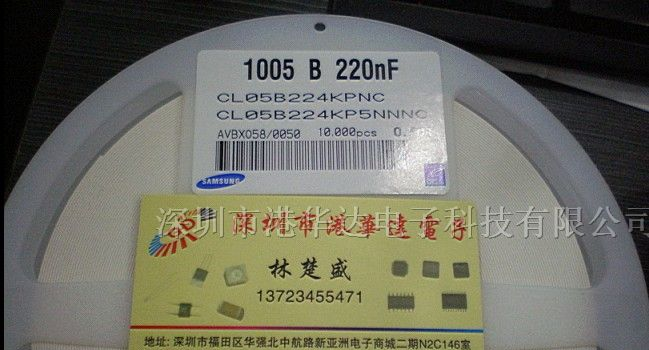 1005 B 220nF
CL05B224KPNC
CL05B224KP5NNNC
AVBX058/0050 10.000pcs
SAMSUNG
深圳市港华达电子科技有限公司
深圳市港華達電子
林楚盛
13723455471
地址:深圳市福田区华强北中航路新亚洲电子商城二期N2C146室